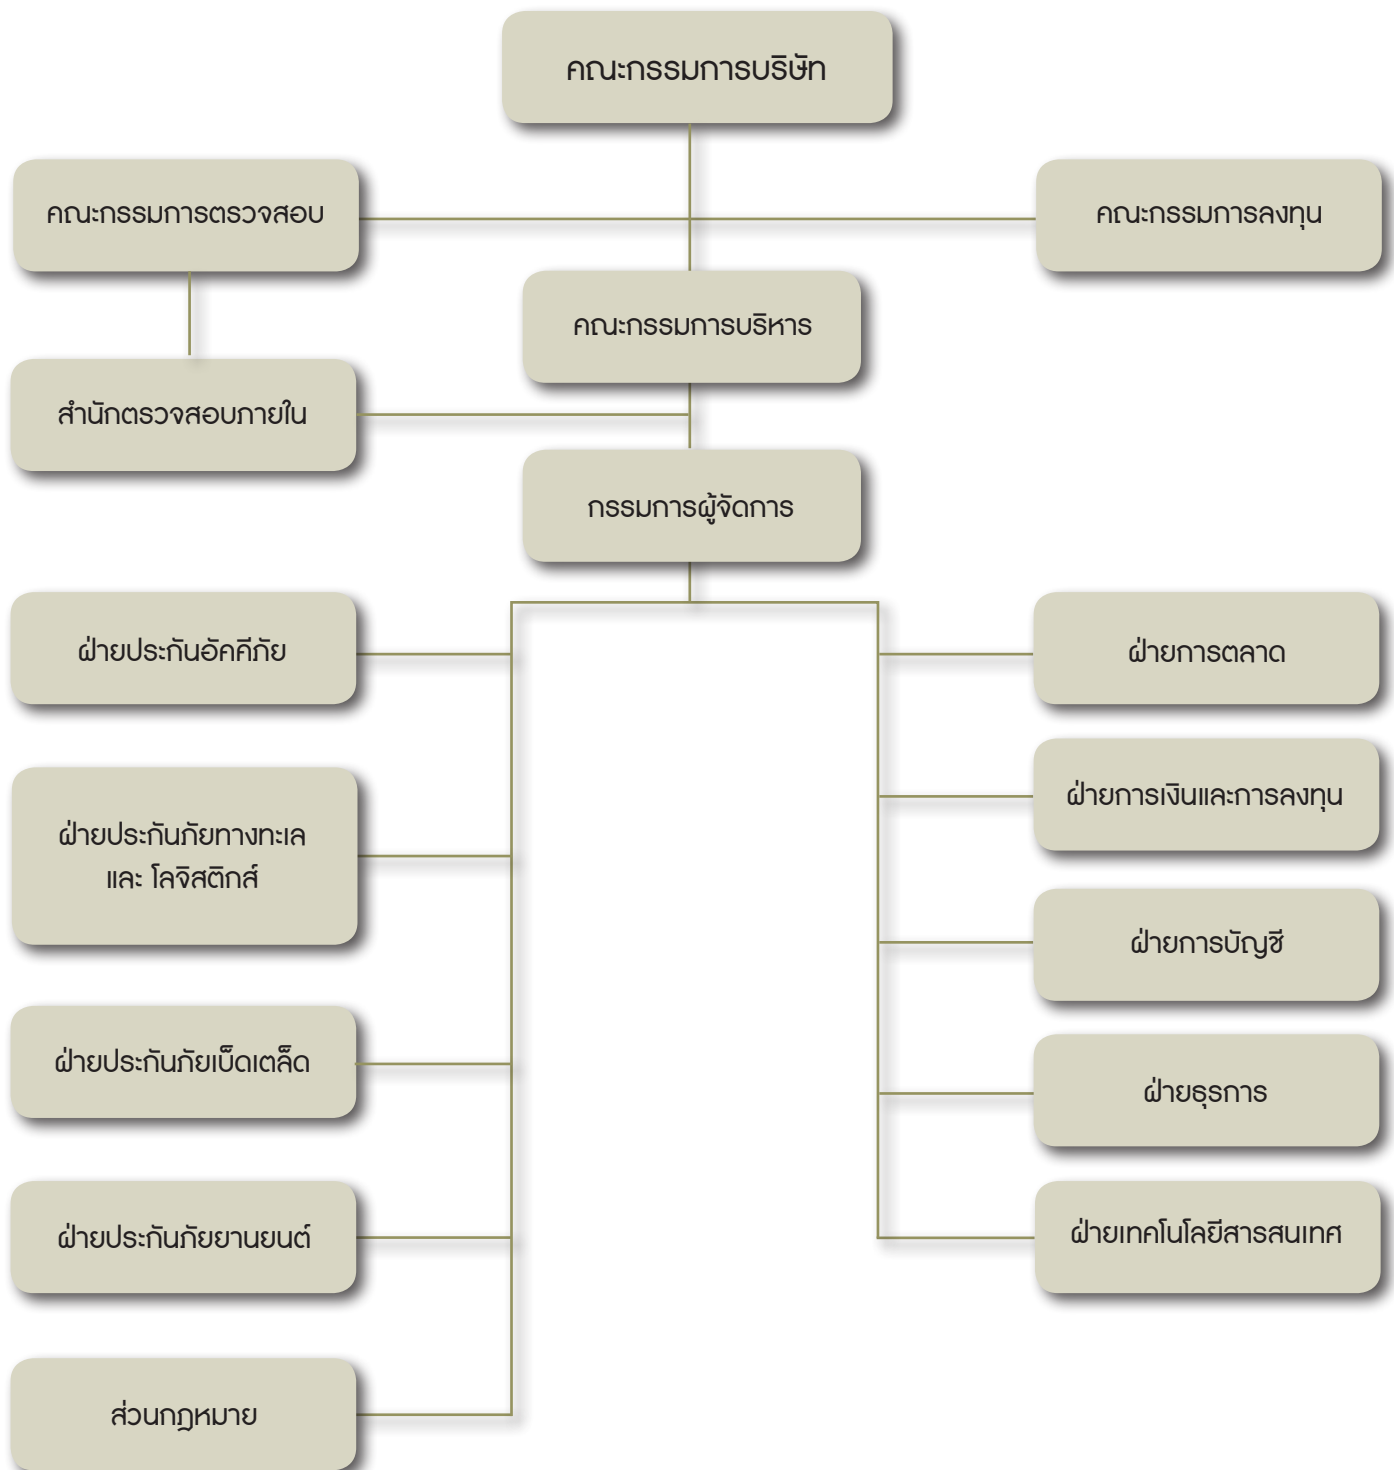 คณะกรรมการบริษัท
คณะกรรมการตรวจสอบ
คณะกรรมการลงทุน
คณะกรรมการบริหาร
สำนักตรวจสอบภายใน
กรรมการผู้จัดการ
ฝ่ายประกันอัคคีภัย
ฝ่ายประกันภัยทางทะเล
และ โลจิสติกส์
ฝ่ายประกันภัยเบ็ดเตล็ด
ฝ่ายประกันภัยยานยนต์
ส่วนกฎหมาย
ฝ่ายการตลาด
ฝ่ายการเงินและการลงทุน
ฝ่ายการบัญชี
ฝ่ายธุรการ
ฝ่ายเทคโนโลยีสารสนเทศ